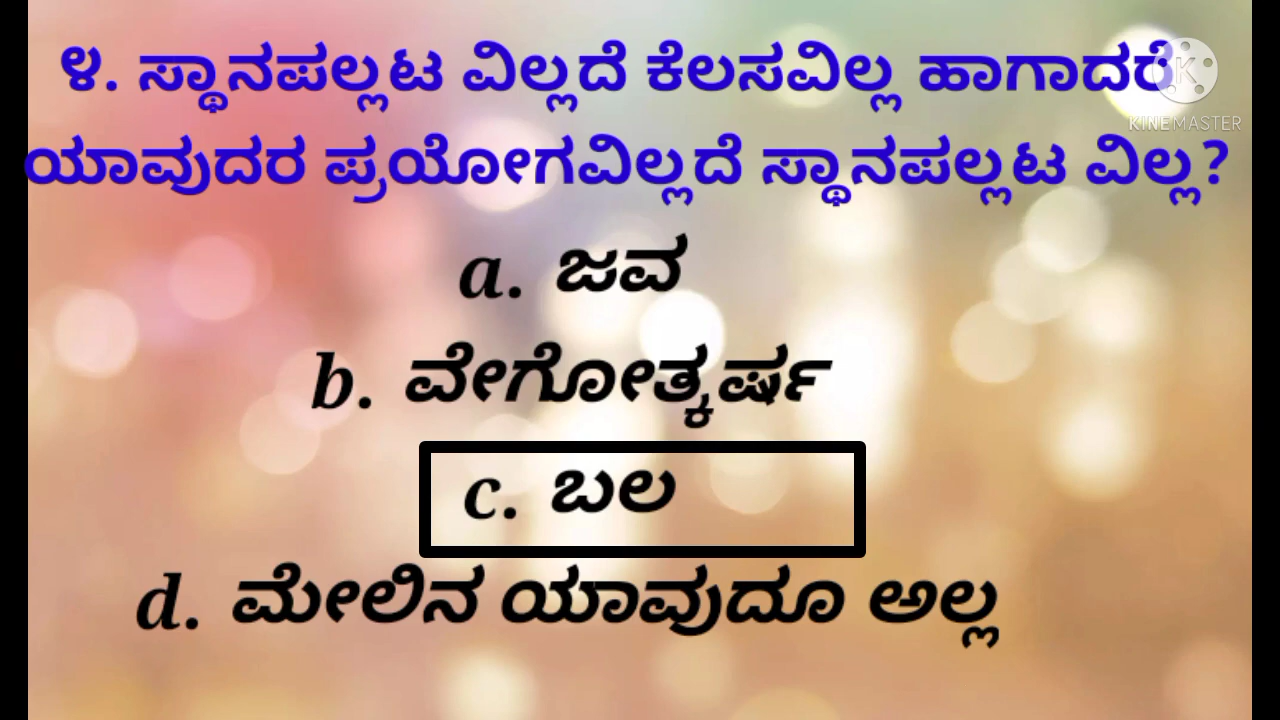 ೪. ಸ್ಥಾನಪಲ್ಲಟ ವಿಲ್ಲದೆ ಕೆಲಸವಿಲ್ಲ ಹಾಗಾದರೆ
ಯಾವುದರ ಪ್ರಯೋಗವಿಲ್ಲದೆ ಸ್ಥಾನಪಲ್ಲಟ ವಿಲ್ಲ?
a. ಜವ
b. ವೇಗೋತ್ಕರ್ಷ
c. ಬಲ
d. ಮೇಲಿನ ಯಾವುದೂ ಅಲ್ಲ
K
KINEMASTER